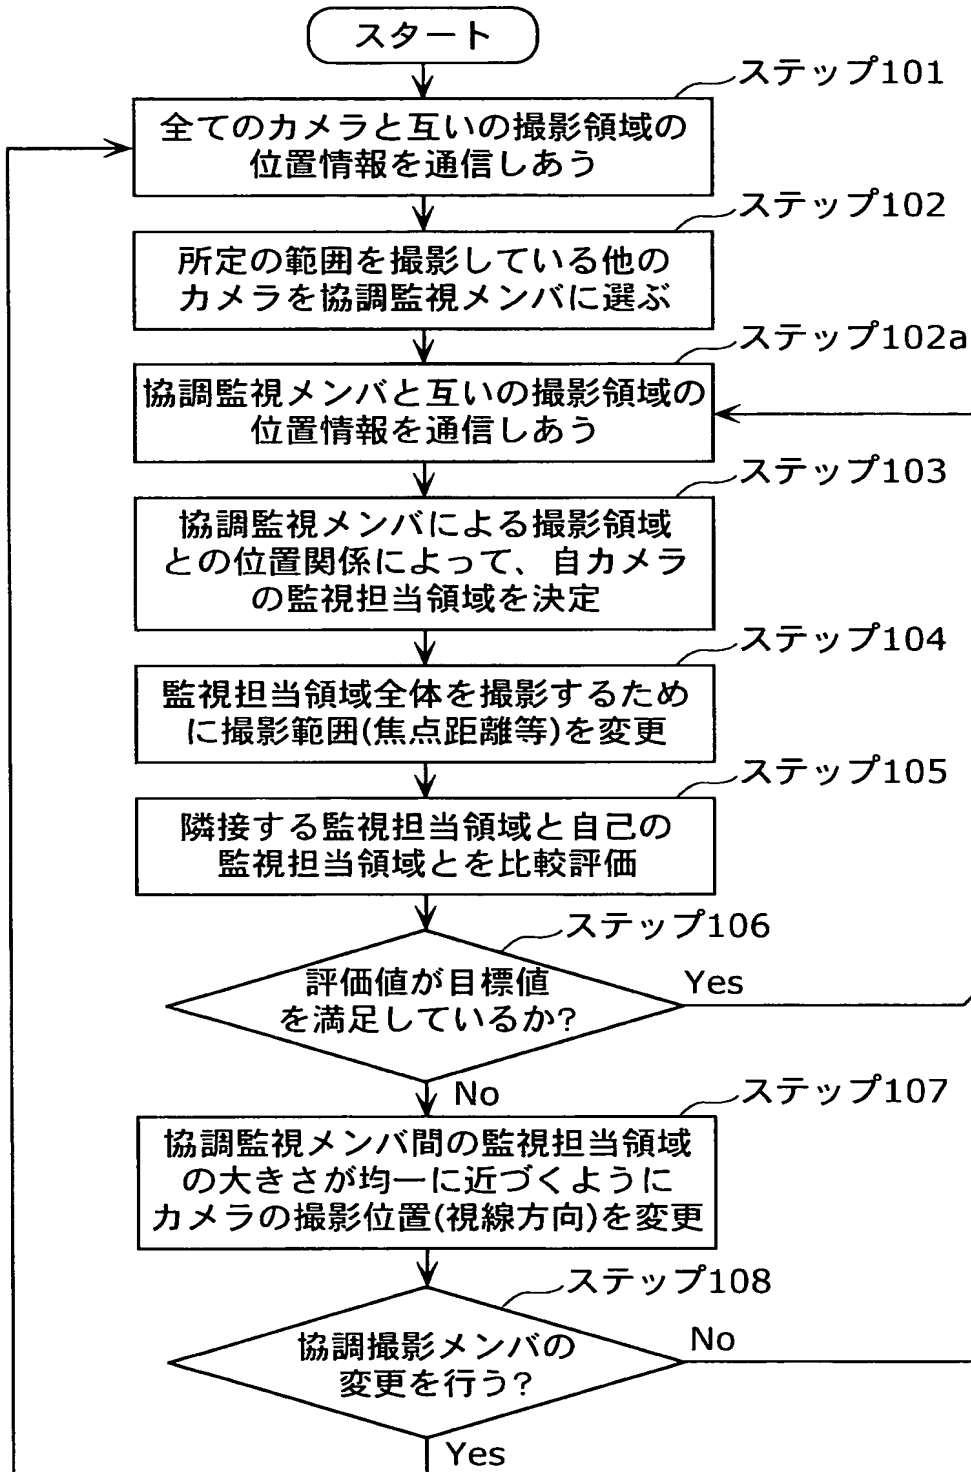 スタート
ステップ101
全てのカメラと互いの撮影領域の
位置情報を通信しあう
ステップ102
所定の範囲を撮影している他の
カメラを協調監視メンバに選ぶ
ステップ102a
協調監視メンバと互いの撮影領域の
位置情報を通信しあう
ステップ103
協調監視メンバによる撮影領域
との位置関係によって、自カメラ
の監視担当領域を決定
ステップ104
監視担当領域全体を撮影するため
に撮影範囲(焦点距離等)を変更
ステップ105
隣接する監視担当領域と自己の
監視担当領域とを比較評価
ステップ106
評価値が目標値
を満足しているか?
Yes
No
ステップ107
協調監視メンバ間の監視担当領域
の大きさが均一に近づくように
カメラの撮影位置(視線方向)を変更
ステップ108
協調撮影メンバの
変更を行う?
No
Yes